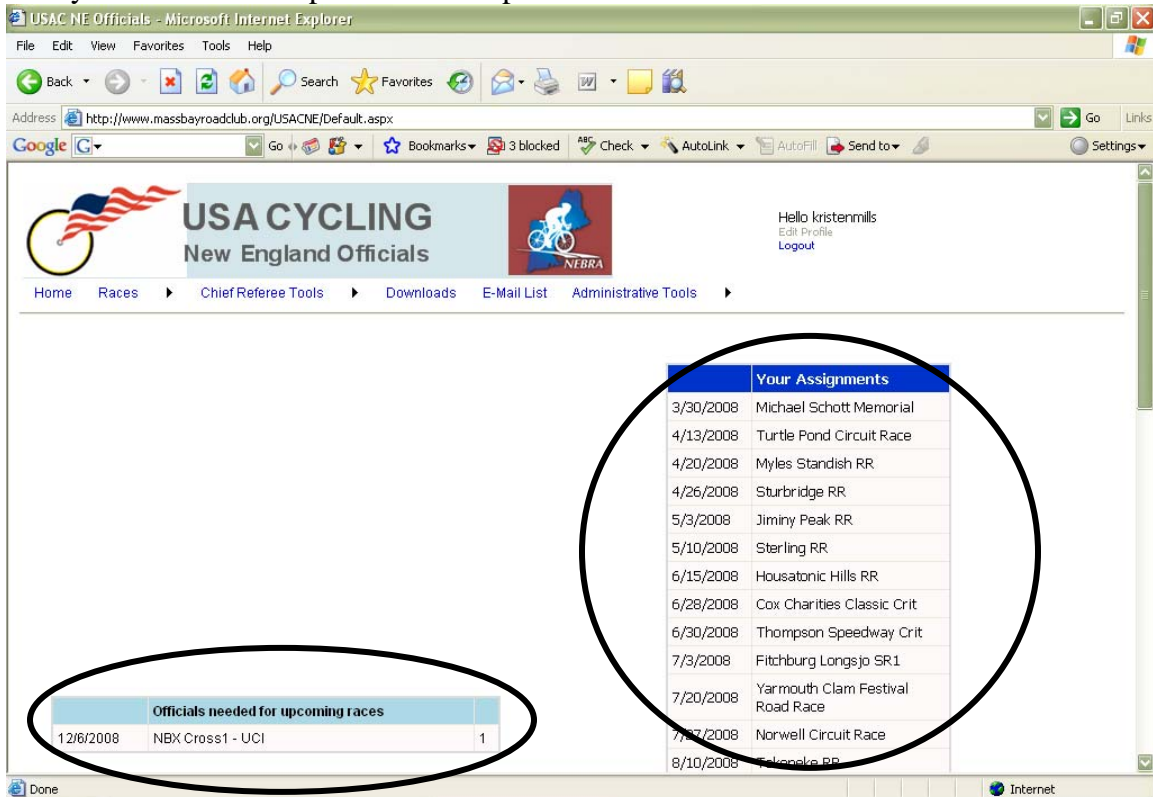 USAC NE Officials - Microsoft Internet Explorer
File Edit View Favorites Tools Help
Back Search Favorites
Address http://www.massbayroadclub.org/USACNE/Default.aspx Go Links
Google G Go Bookmarks 3 blocked ABC Check AutoLink AutoFill Send to Settings
USA CYCLING
New England Officials
NEBRA
Hello kristenmills
Edit Profile
Logout
Home Races Chief Referee Tools Downloads E-Mail List Administrative Tools
Your Assignments
3/30/2008 Michael Schott Memorial
4/13/2008 Turtle Pond Circuit Race
4/20/2008 Myles Standish RR
4/26/2008 Sturbridge RR
5/3/2008 Jiminy Peak RR
5/10/2008 Sterling RR
6/15/2008 Housatonic Hills RR
6/28/2008 Cox Charities Classic Crit
6/30/2008 Thompson Speedway Crit
7/3/2008 Fitchburg Longsjo SR1
7/20/2008 Yarmouth Clam Festival
Road Race
7/27/2008 Norwell Circuit Race
8/10/2008 Tokeneke RR
Officials needed for upcoming races
12/6/2008 NBX Cross1 - UCI 1
Done Internet